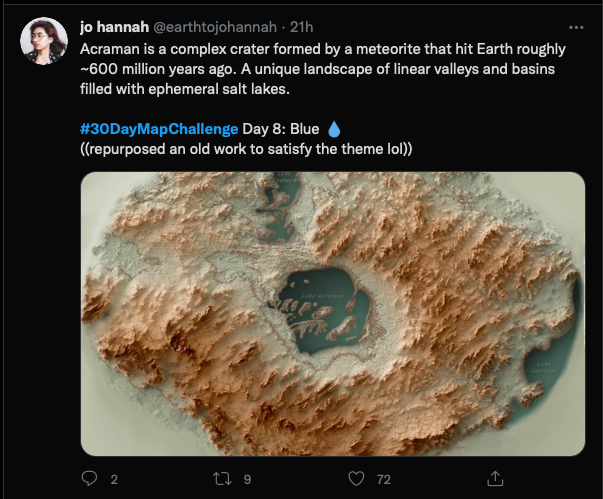 jo hannah @earthtojohannah · 21h
Acraman is a complex crater formed by a meteorite that hit Earth roughly
~600 million years ago. A unique landscape of linear valleys and basins
filled with ephemeral salt lakes.
#30DayMapChallenge Day 8: Blue 💧
((repurposed an old work to satisfy the theme lol))
Lake Acraman
Lake
2
9
72